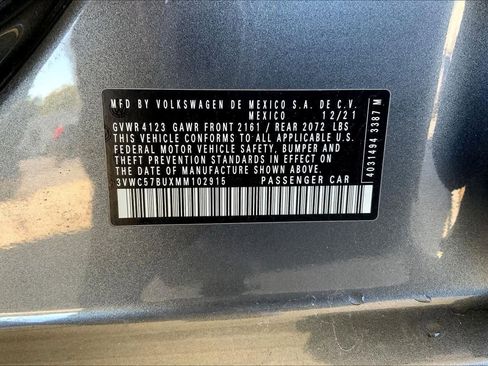 MFD BY VOLKSWAGEN DE MEXICO S.A. DE C.V.
MEXICO 12/21
GVWR 4123 GAWR FRONT 2161 / REAR 2072 LBS
THIS VEHICLE CONFORMS TO ALL APPLICABLE U.S.
FEDERAL MOTOR VEHICLE SAFETY, BUMPER AND
THEFT PREVENTION STANDARDS IN EFFECT ON
THE DATE OF MANUFACTURE SHOWN ABOVE.
3VWC57BUXMM102915 PASSENGER CAR
4031494 3387 M